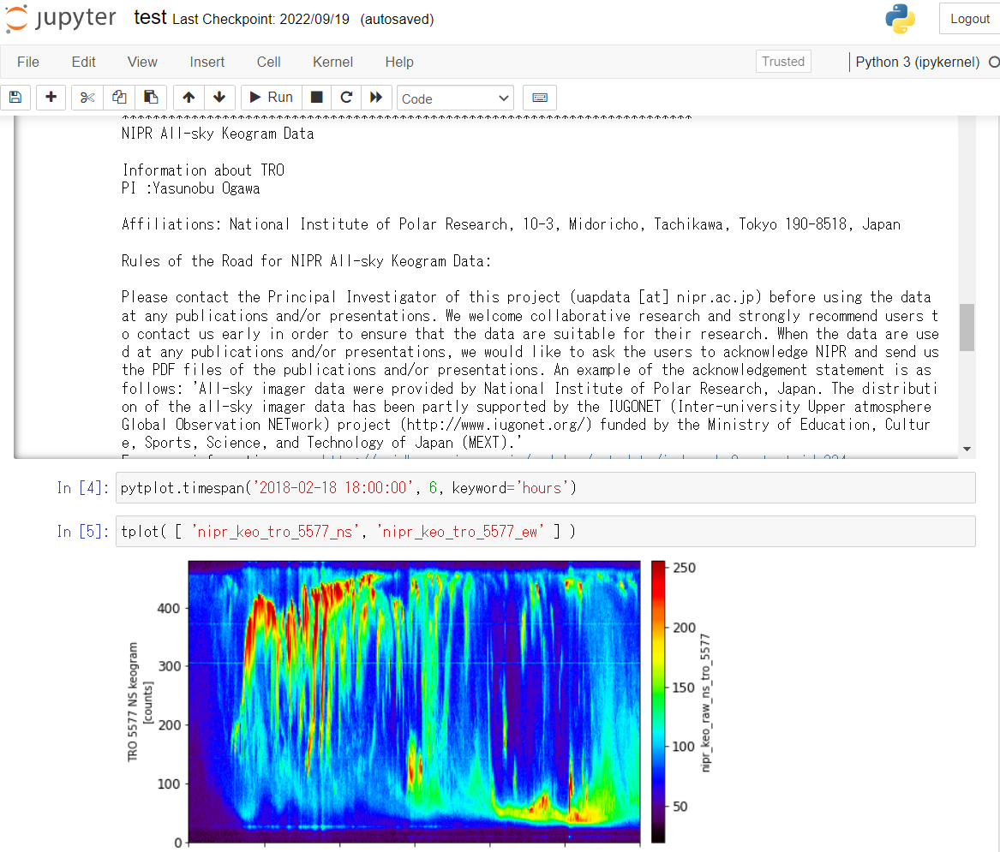 jupyter test Last Checkpoint: 2022/09/19 (autosaved)
Logout
File Edit View Insert Cell Kernel Help
Trusted
Python 3 (ipykernel)
Run
Code
NIPR All-sky Keogram Data
Information about TRO
PI :Yasunobu Ogawa
Affiliations: National Institute of Polar Research, 10-3, Midoricho, Tachikawa, Tokyo 190-8518, Japan
Rules of the Road for NIPR All-sky Keogram Data:
Please contact the Principal Investigator of this project (uapdata [at] nipr.ac.jp) before using the data
at any publications and/or presentations. We welcome collaborative research and strongly recommend users t
o contact us early in order to ensure that the data are suitable for their research. When the data are use
d at any publications and/or presentations, we would like to ask the users to acknowledge NIPR and send us
the PDF files of the publications and/or presentations. An example of the acknowledgement statement is as
follows: 'All-sky imager data were provided by National Institute of Polar Research, Japan. The distributi
on of the all-sky imager data has been partly supported by the IUGONET (Inter-university Upper atmosphere
Global Observation NETwork) project (http://www.iugonet.org/) funded by the Ministry of Education, Cultur
e, Sports, Science, and Technology of Japan (MEXT).'
In [4]: pytplot.timespan('2018-02-18 18:00:00', 6, keyword='hours')
In [5]: tplot( [ 'nipr_keo_tro_5577_ns', 'nipr_keo_tro_5577_ew' ] )
TRO 5577 NS keogram
[counts]
400
300
200
100
0
250
200
150
100
50
nipr_keo_raw_ns_tro_5577